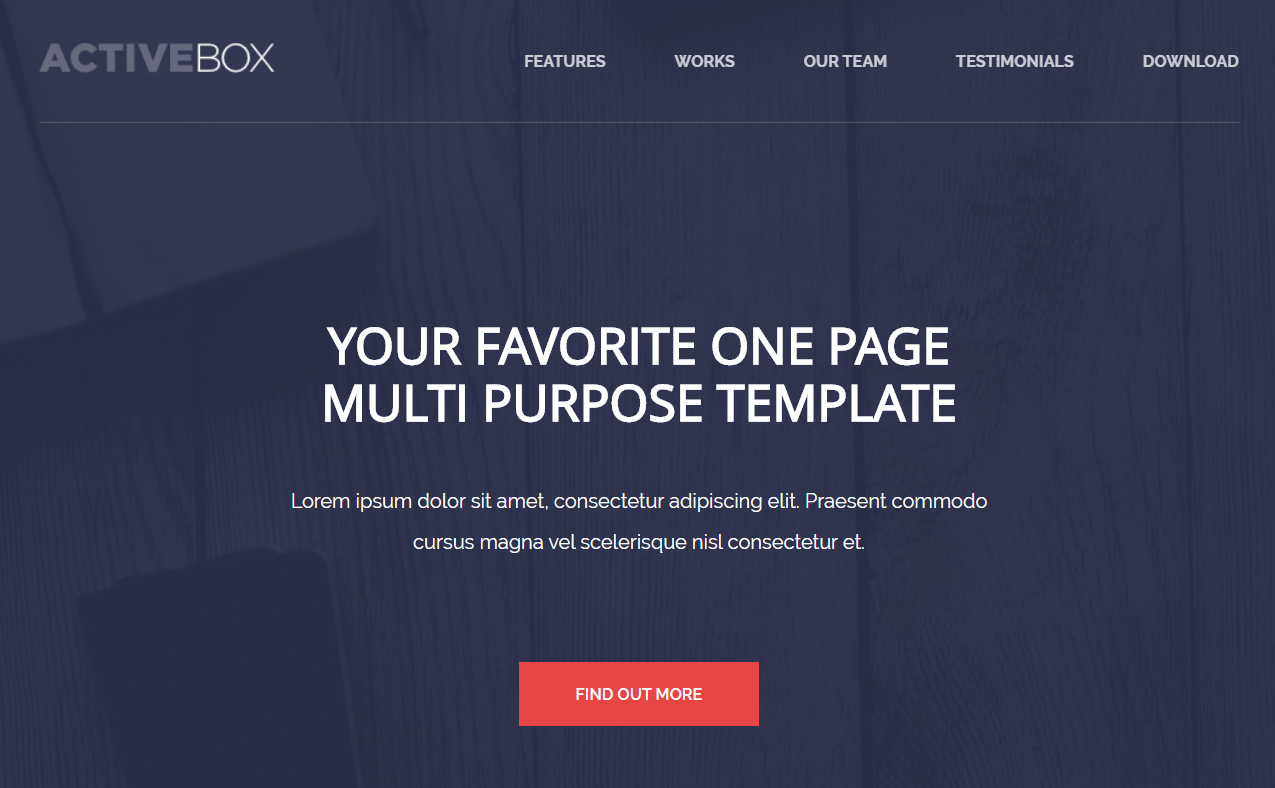 ACTIVEBOX
FEATURES WORKS OUR TEAM TESTIMONIALS DOWNLOAD
YOUR FAVORITE ONE PAGE
MULTI PURPOSE TEMPLATE
Lorem ipsum dolor sit amet, consectetur adipiscing elit. Praesent commodo
cursus magna vel scelerisque nisl consectetur et.
FIND OUT MORE